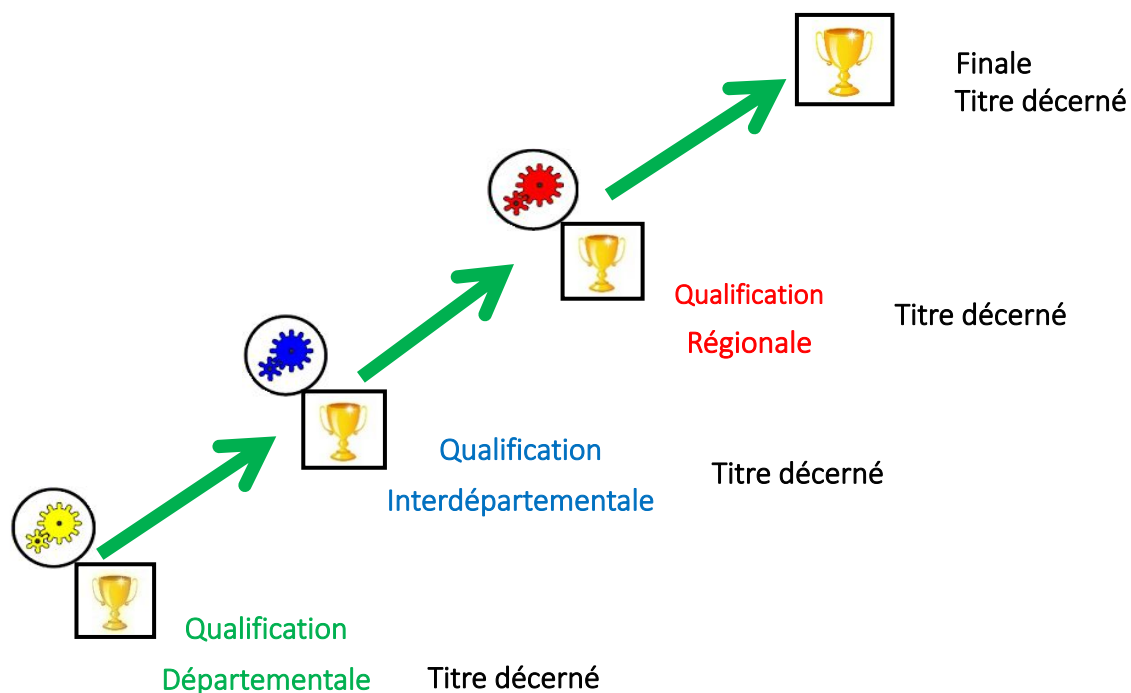 Finale
Titre décerné
Qualification
Régionale
Titre décerné
Qualification
Interdépartementale
Titre décerné
Qualification
Départementale
Titre décerné